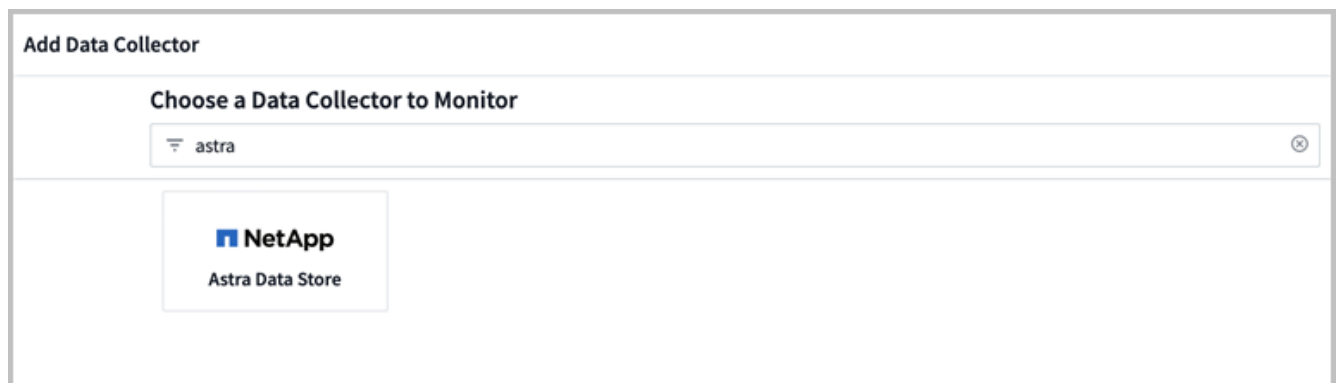 Add Data Collector
Choose a Data Collector to Monitor
astra
NetApp
Astra Data Store